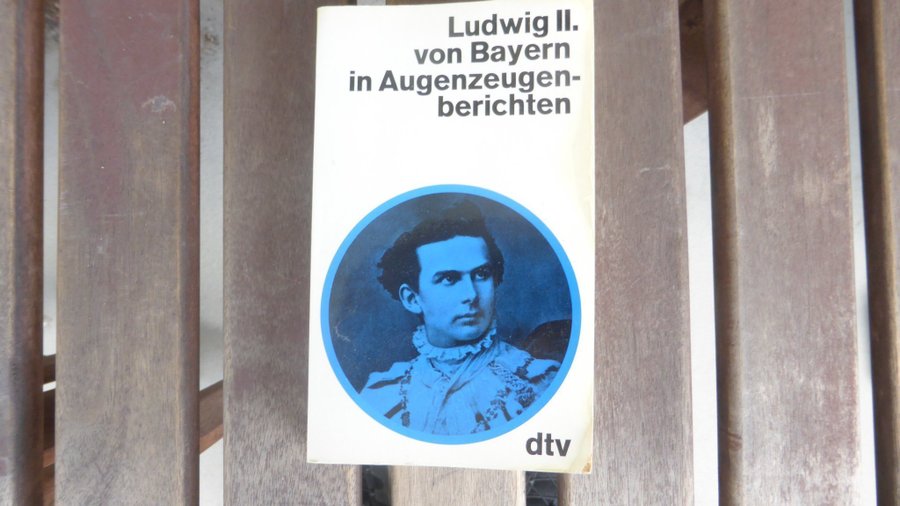 Ludwig II.
von Bayern
in Augenzeugen-
berichten
dtv